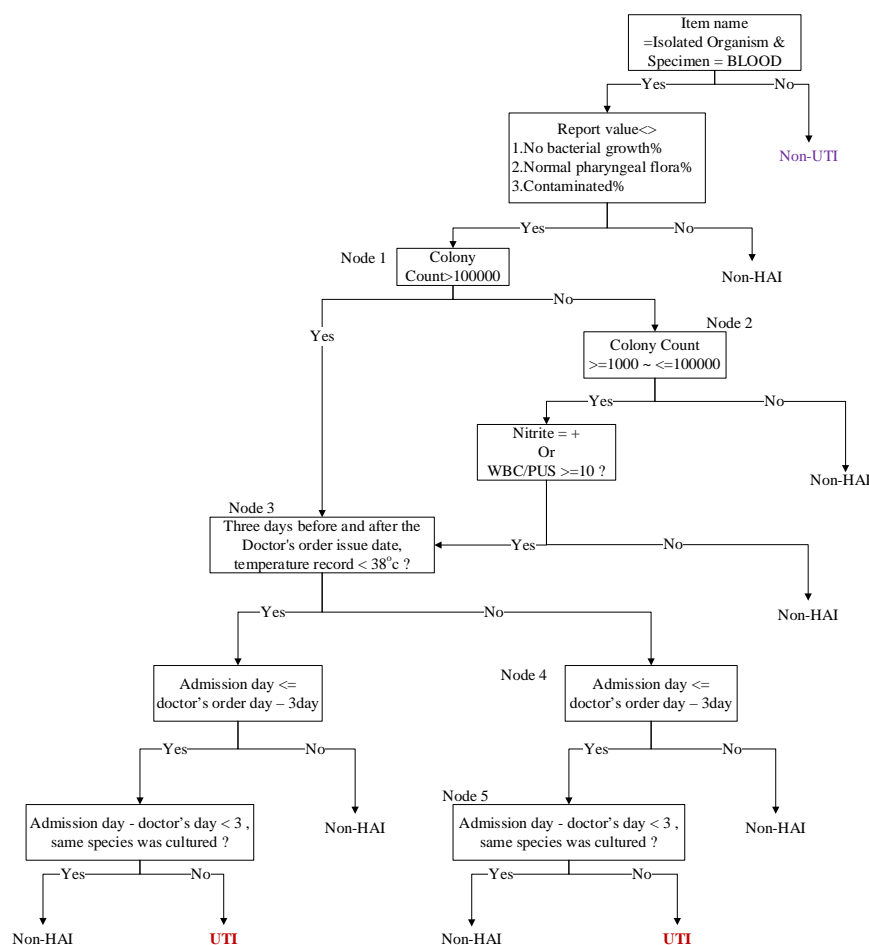 Item name
=Isolated Organism &
Specimen = BLOOD
Yes
No
Report value<>
1.No bacterial growth%
2.Normal pharyngeal flora%
3.Contaminated%
Non-UTI
Yes
No
Node 1
Colony
Count>100000
Non-HAI
Yes
No
Node 2
Colony Count
>=1000 ~ <=100000
Yes
No
Nitrite = +
Or
WBC/PUS >=10 ?
Non-HAI
Node 3
Three days before and after the
Doctor's order issue date,
temperature record < 38°c ?
Yes
No
Non-HAI
Yes
No
Admission day <=
doctor's order day – 3day
Node 4
Admission day <=
doctor's order day – 3day
Yes
No
Yes
No
Admission day - doctor's day < 3 ,
same species was cultured ?
Non-HAI
Node 5
Admission day - doctor's day < 3 ,
same species was cultured ?
Non-HAI
Yes
No
Yes
No
Non-HAI
UTI
Non-HAI
UTI